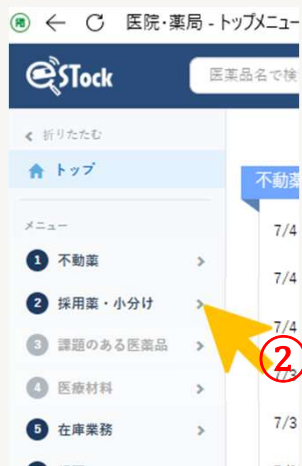 医院・薬局 - トップメニュー
eSTock
医薬品名で検
折りたたむ
トップ
不動薬
メニュー
7/4
1 不動薬
7/4
2 採用薬・小分け
7/4
②
3 課題のある医薬品
7/3
4 医療材料
7/3
5 在庫業務